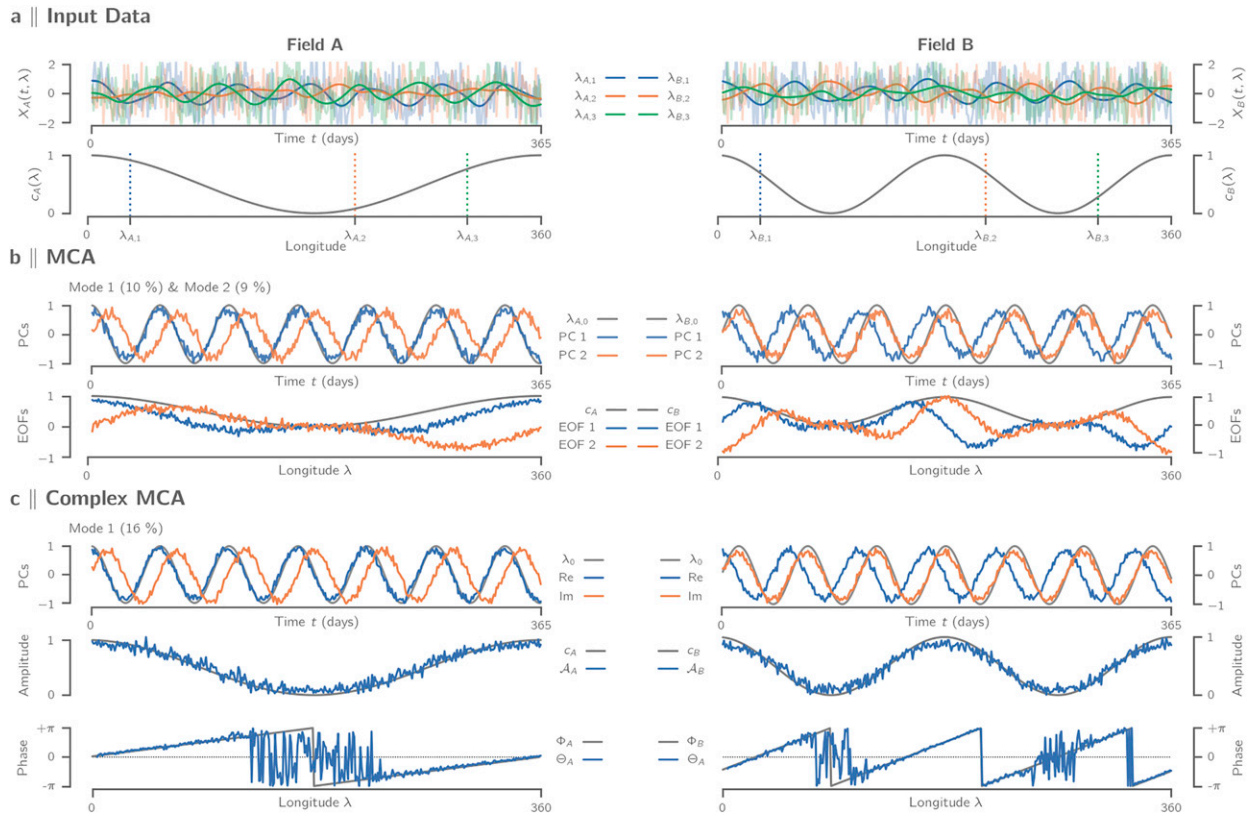 a || Input Data
Field A
Field B
X_A(t, λ)
2
0
−2
λ_A,1
λ_A,2
λ_A,3
λ_B,1
λ_B,2
λ_B,3
2
0
−2
X_B(t, λ)
0
Time t (days)
365
0
Time t (days)
365
c_A(λ)
1
0
1
0
c_B(λ)
0
λ_A,1
λ_A,2
λ_A,3
360
Longitude
0
λ_B,1
λ_B,2
λ_B,3
360
Longitude
b || MCA
Mode 1 (10 %) & Mode 2 (9 %)
PCs
1
0
−1
λ_A,0
PC 1
PC 2
λ_B,0
PC 1
PC 2
1
0
−1
PCs
0
Time t (days)
365
0
Time t (days)
365
EOFs
1
0
−1
c_A
EOF 1
EOF 2
c_B
EOF 1
EOF 2
1
0
−1
EOFs
0
Longitude λ
360
0
Longitude λ
360
c || Complex MCA
Mode 1 (16 %)
PCs
1
0
−1
λ_0
Re
Im
λ_0
Re
Im
1
0
−1
PCs
0
Time t (days)
365
0
Time t (days)
365
Amplitude
1
0
c_A
𝒜_A
c_B
𝒜_B
1
0
Amplitude
Phase
+π
0
-π
Φ_A
Θ_A
Φ_B
Θ_A
+π
0
-π
Phase
0
Longitude λ
360
0
Longitude λ
360